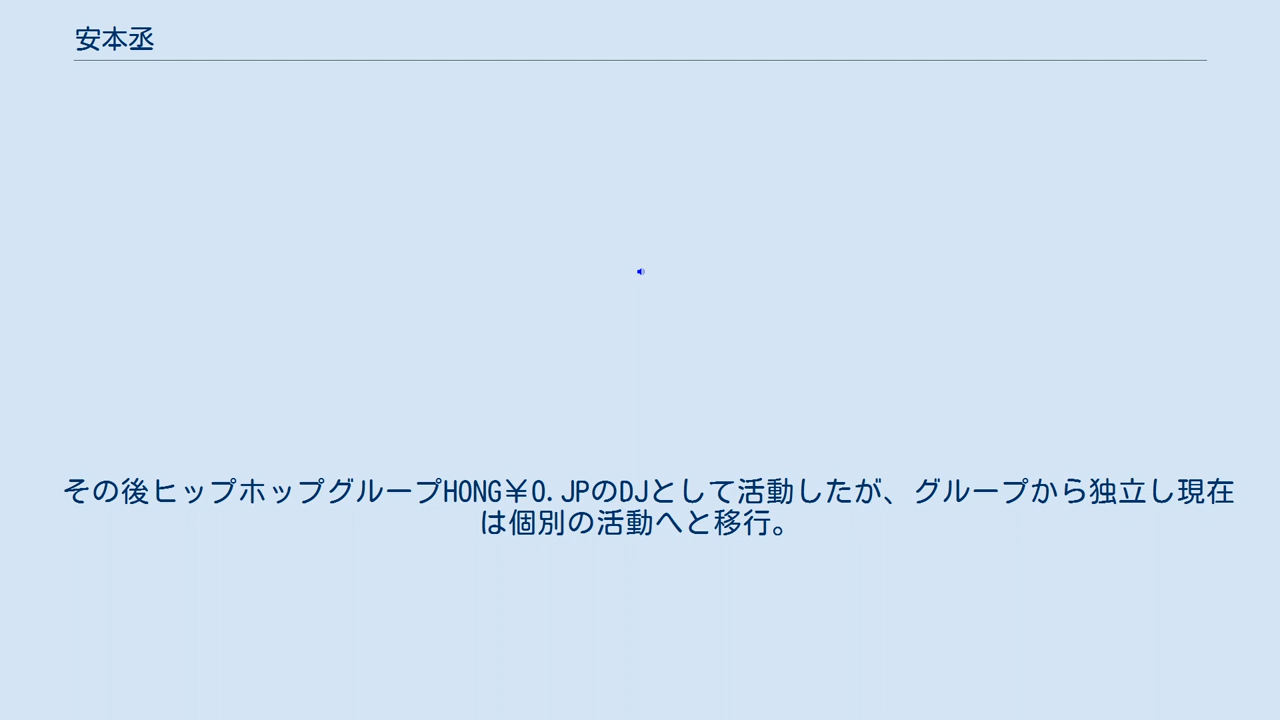 安本丞
その後ヒップホップグループHONG¥0.JPのDJとして活動したが、グループから独立し現在
は個別の活動へと移行。